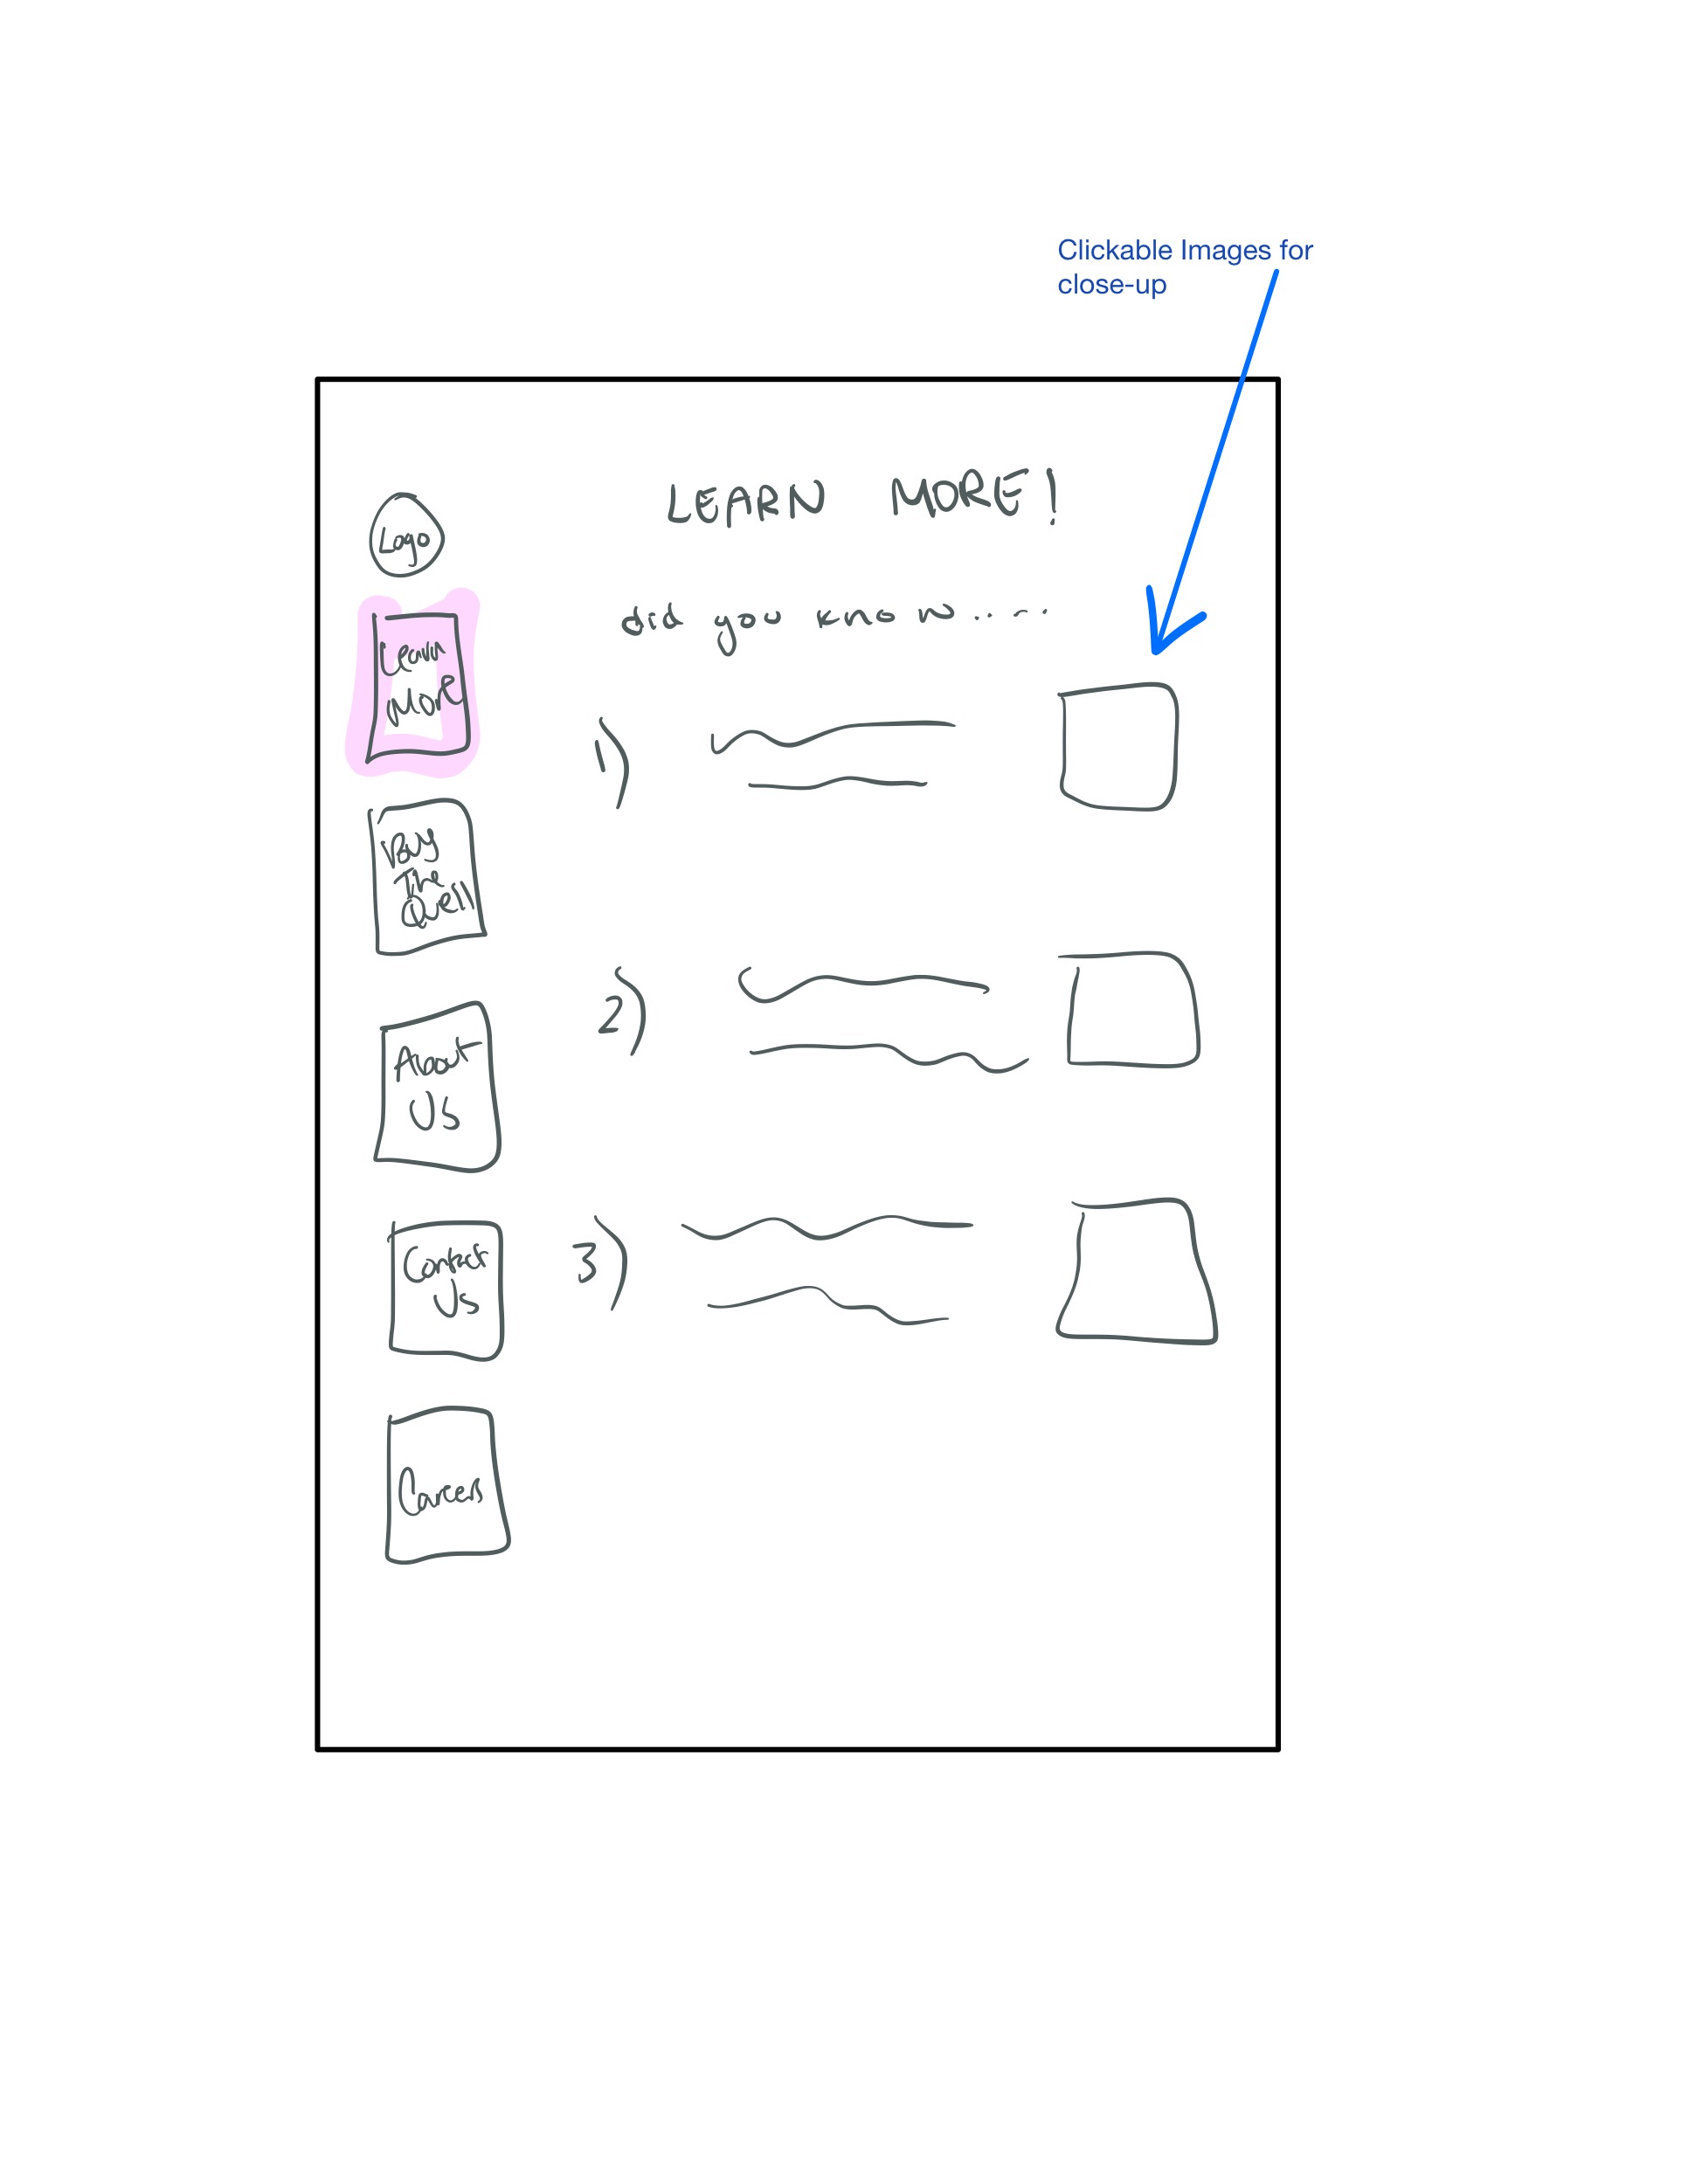 Clickable Images for
close-up
LEARN MORE!
Logo
did you know.....
Learn
More
1)
Buy
The
2)
About
Us
Contact
Us
3)
Careers